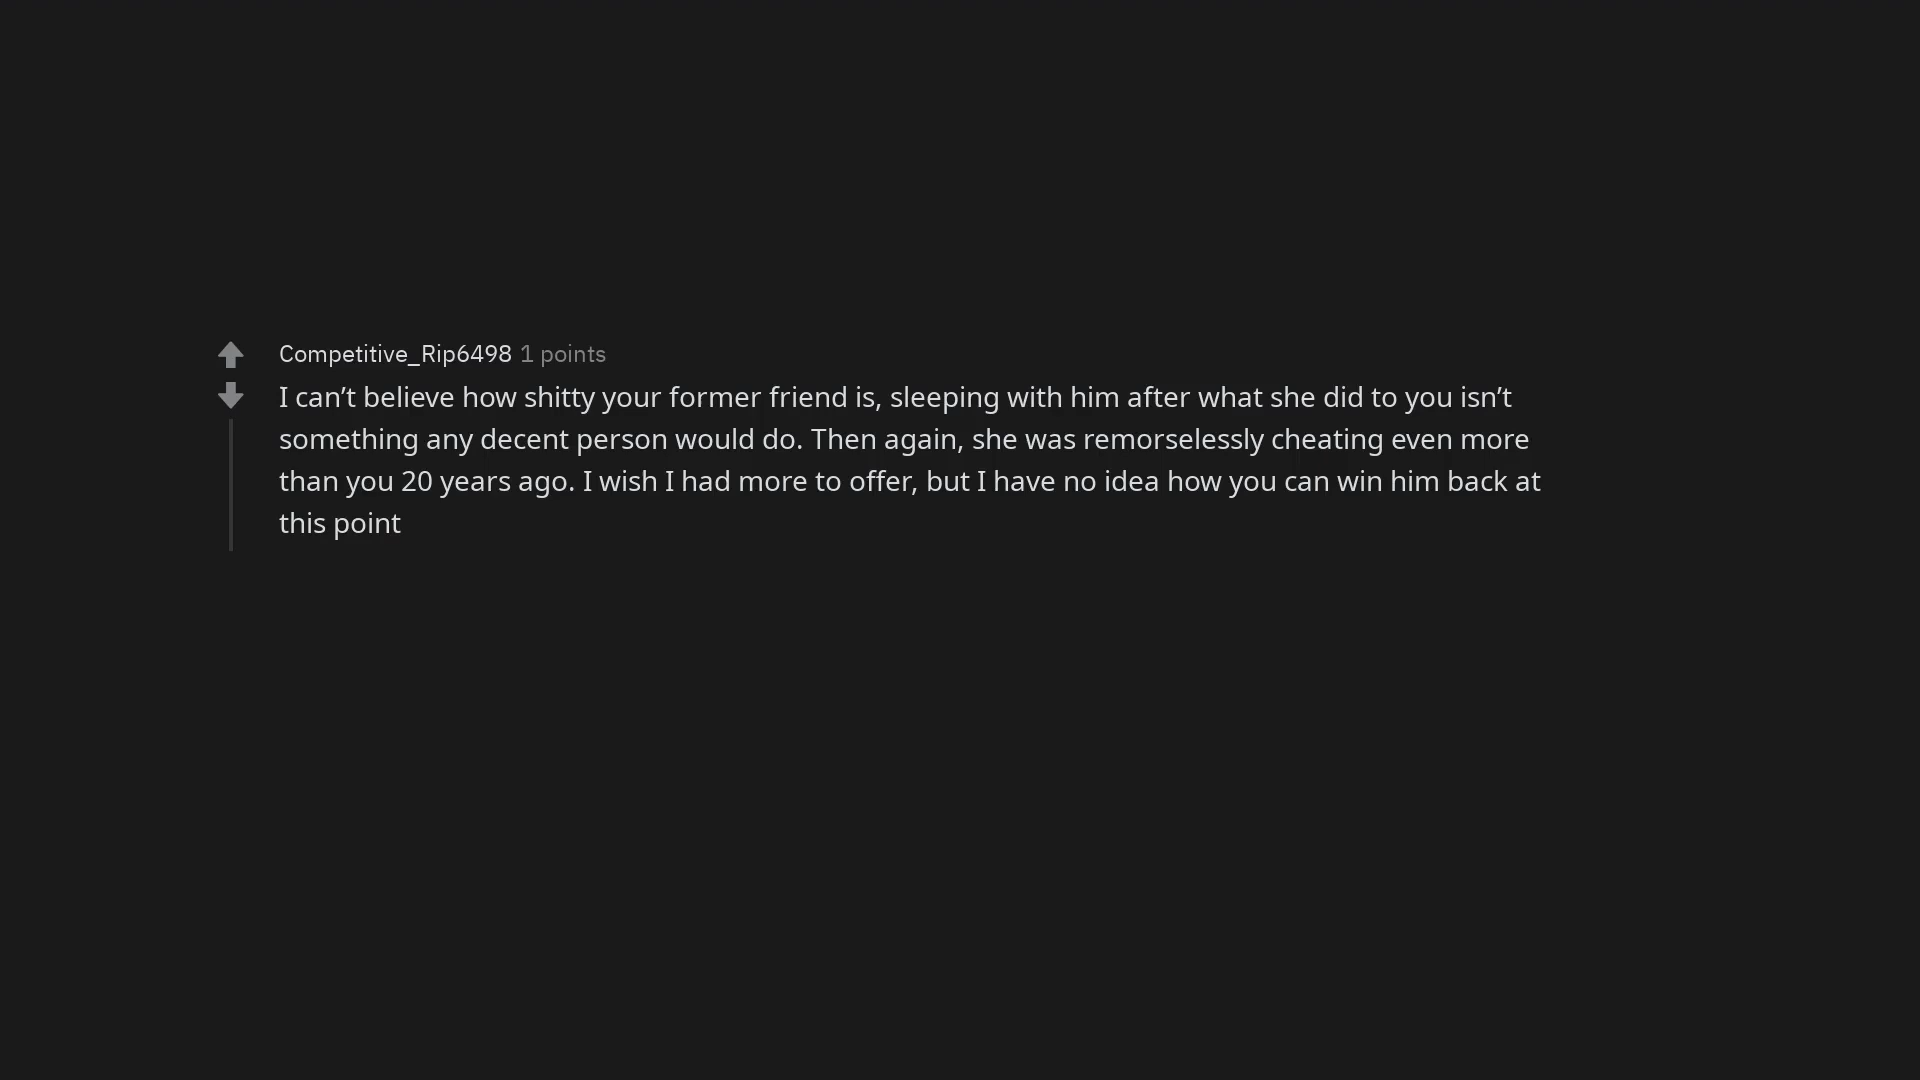 Competitive_Rip6498 1 points
I can’t believe how shitty your former friend is, sleeping with him after what she did to you isn’t
something any decent person would do. Then again, she was remorselessly cheating even more
than you 20 years ago. I wish I had more to offer, but I have no idea how you can win him back at
this point